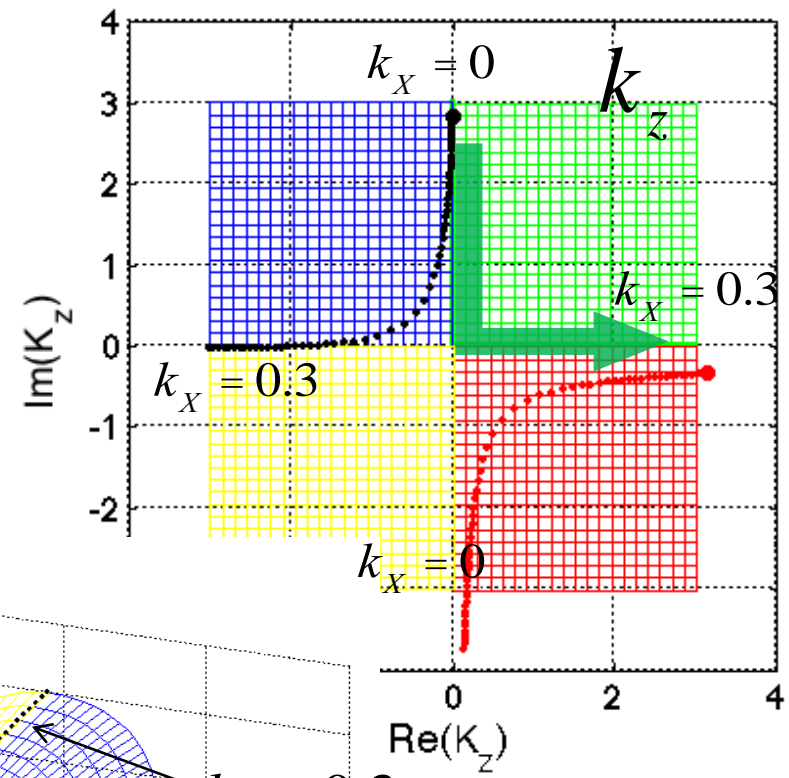 4
k_X = 0
k_z
3
2
1
k_X = 0.3
0
k_X = 0.3
-1
-2
k_X = 0
Im(K_z)
0 2 4
Re(K_z)